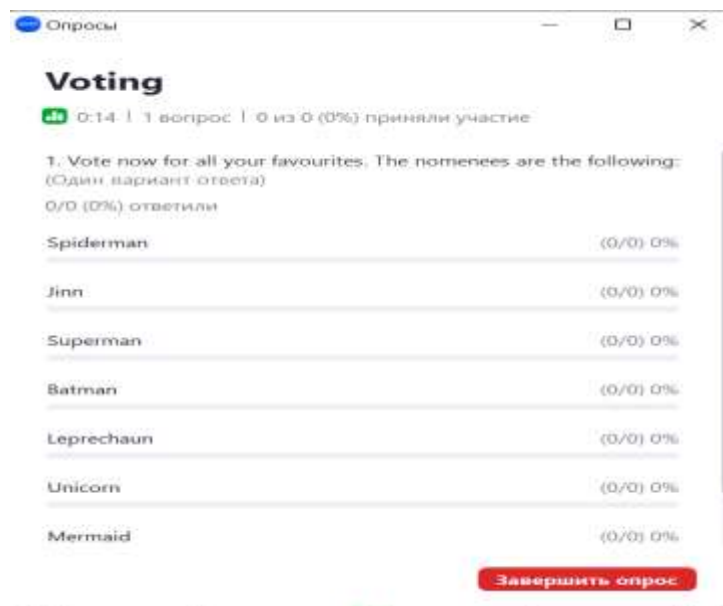 Опросы
Voting
0:14 | 1 вопрос | 0 из 0 (0%) приняли участие
1. Vote now for all your favourites. The nomenees are the following:
(Один вариант ответа)
0/0 (0%) ответили
Spiderman (0/0) 0%
Jinn (0/0) 0%
Superman (0/0) 0%
Batman (0/0) 0%
Leprechaun (0/0) 0%
Unicorn (0/0) 0%
Mermaid (0/0) 0%
Завершить опрос